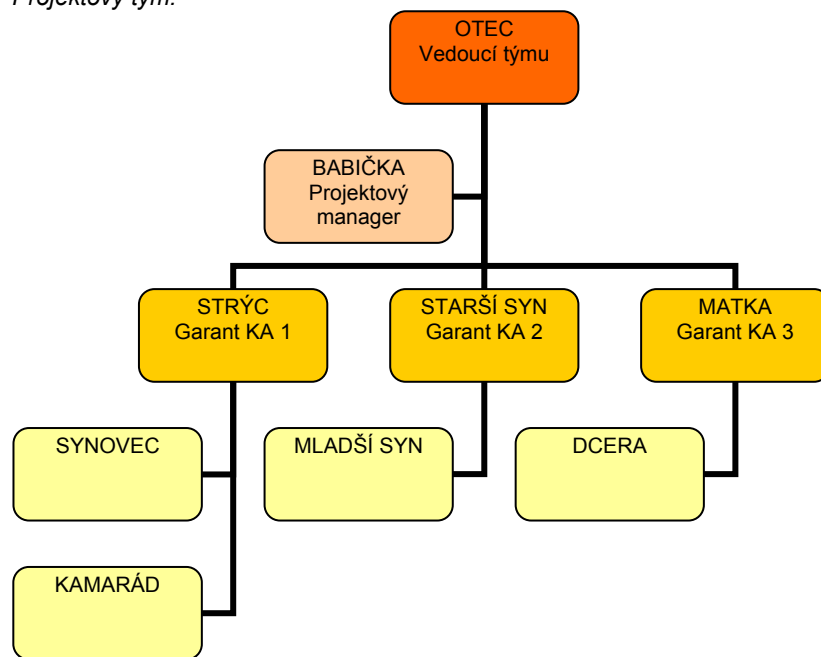 Projektový tým:
OTEC
Vedoucí týmu
BABIČKA
Projektový
manager
STRÝC
Garant KA 1
STARŠÍ SYN
Garant KA 2
MATKA
Garant KA 3
SYNOVEC
MLADŠÍ SYN
DCERA
KAMARÁD